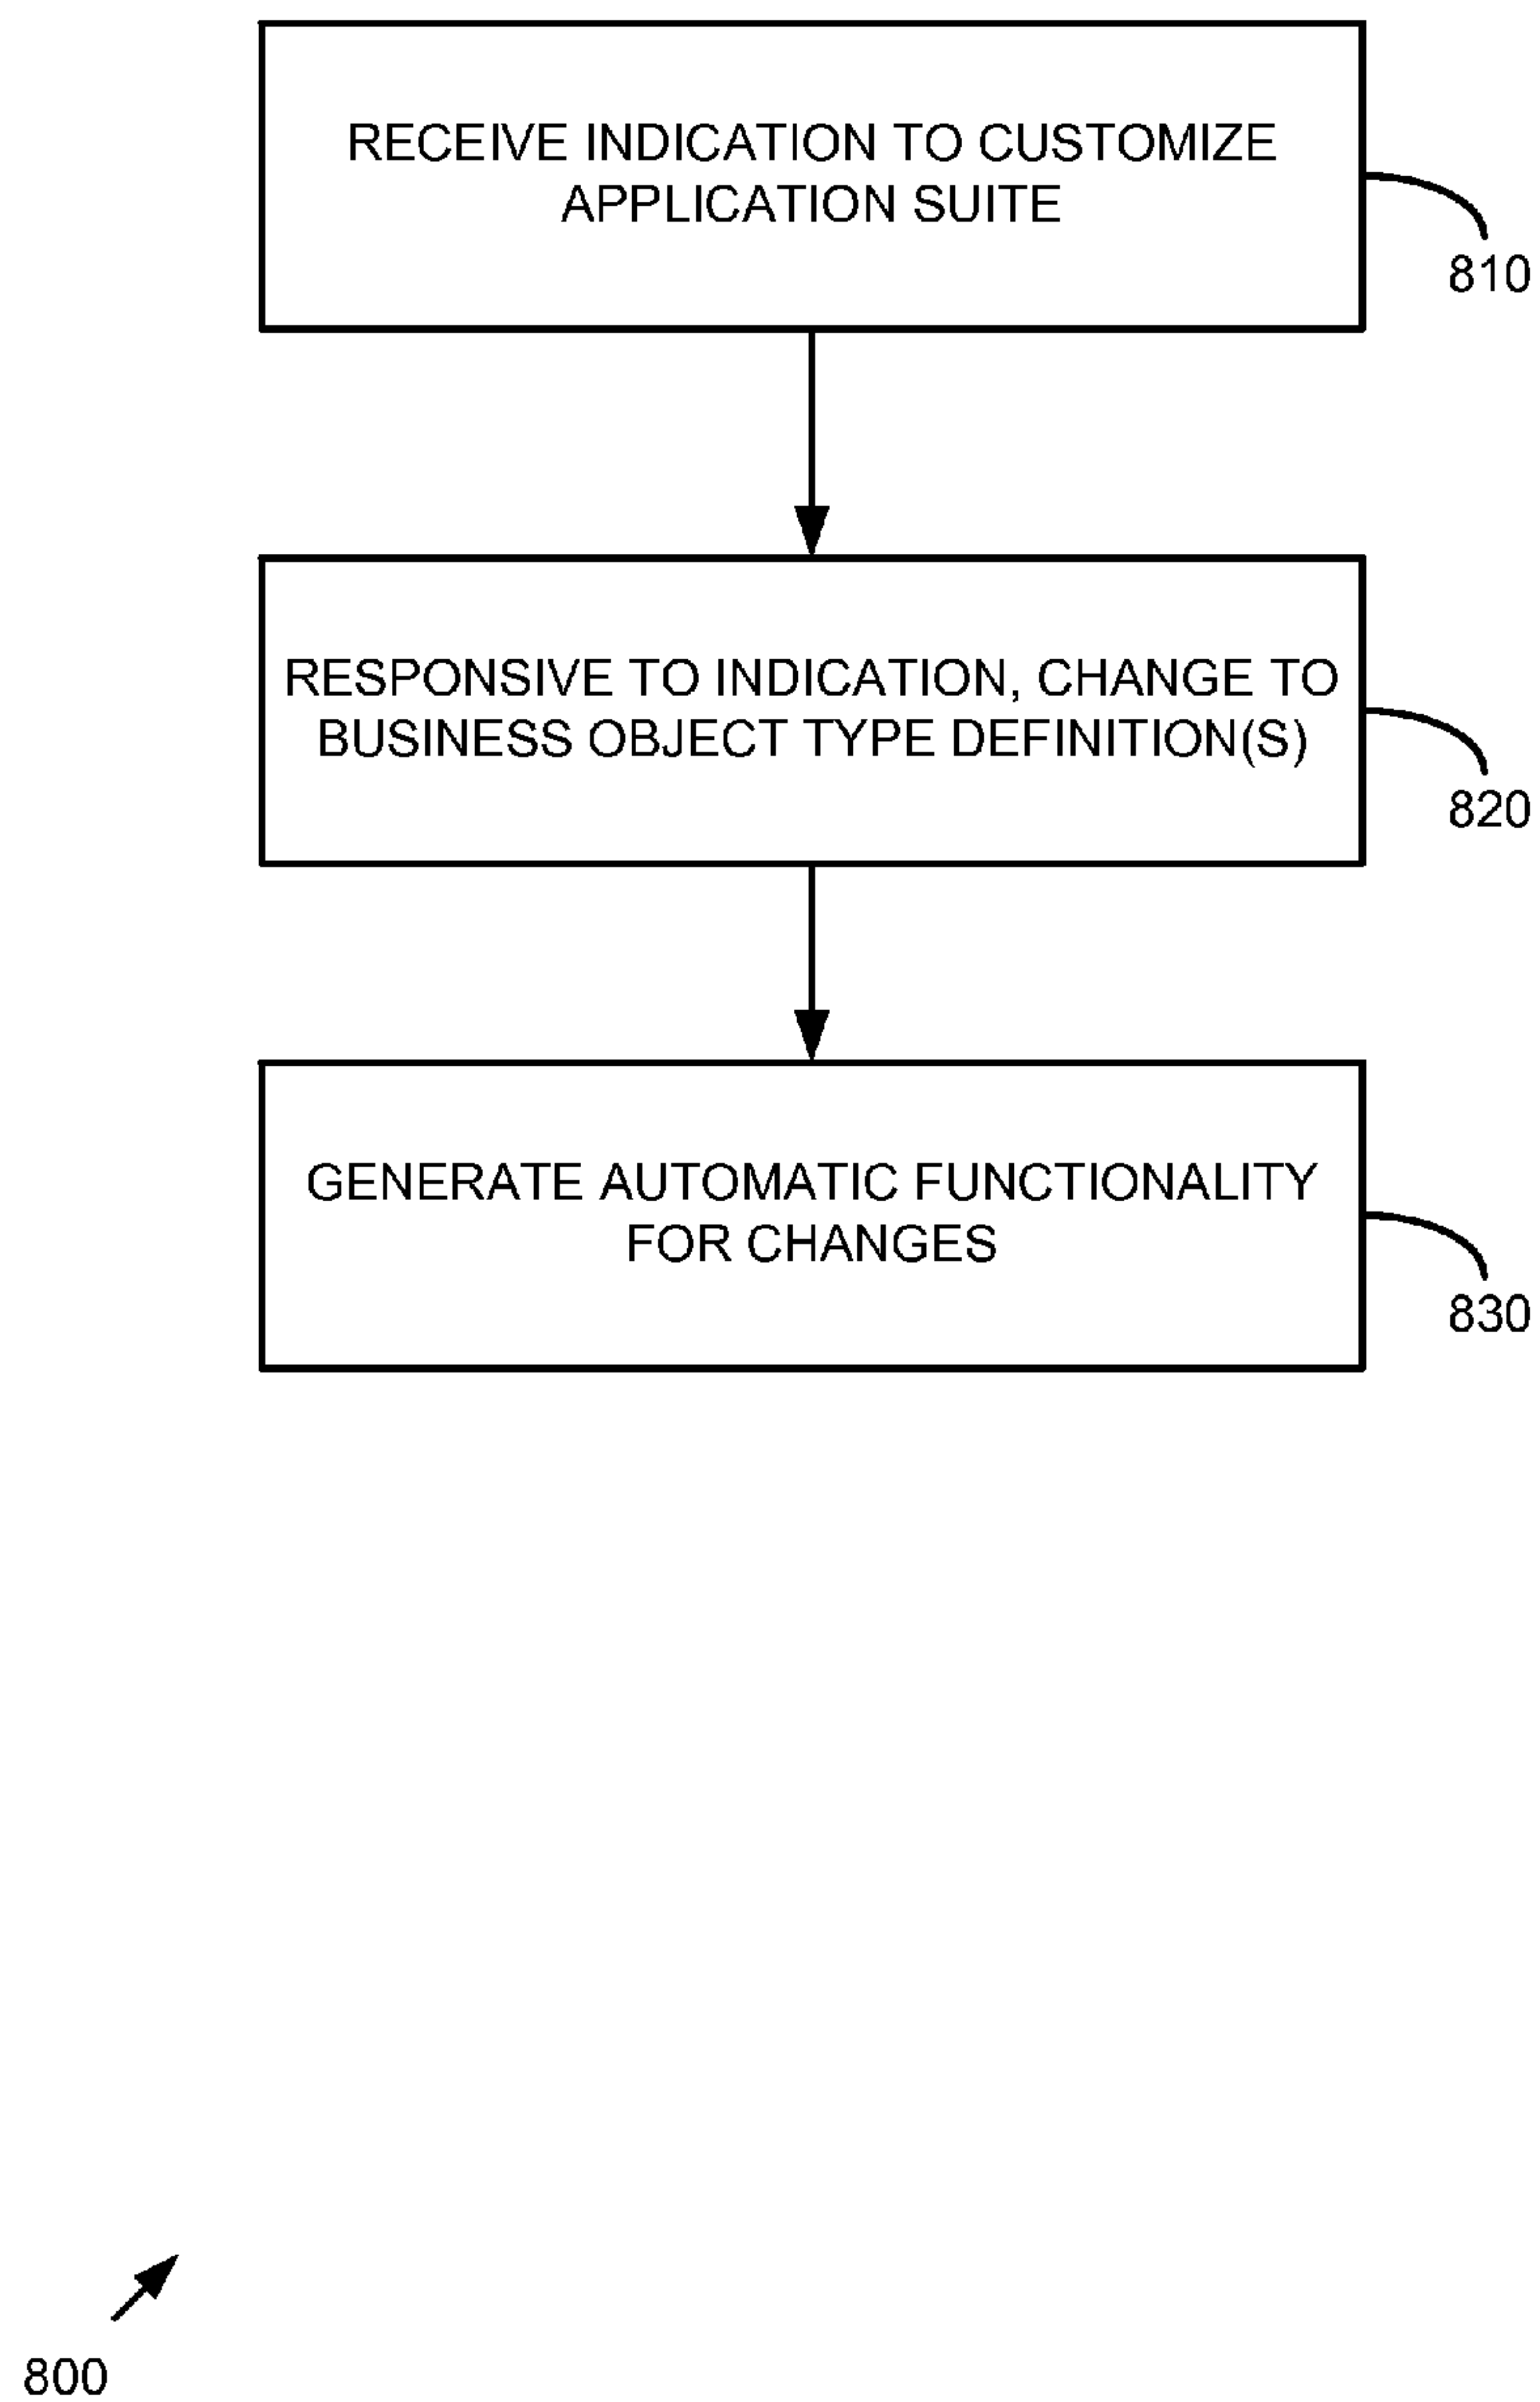 RECEIVE INDICATION TO CUSTOMIZE
APPLICATION SUITE
810
RESPONSIVE TO INDICATION, CHANGE TO
BUSINESS OBJECT TYPE DEFINITION(S)
820
GENERATE AUTOMATIC FUNCTIONALITY
FOR CHANGES
830
800